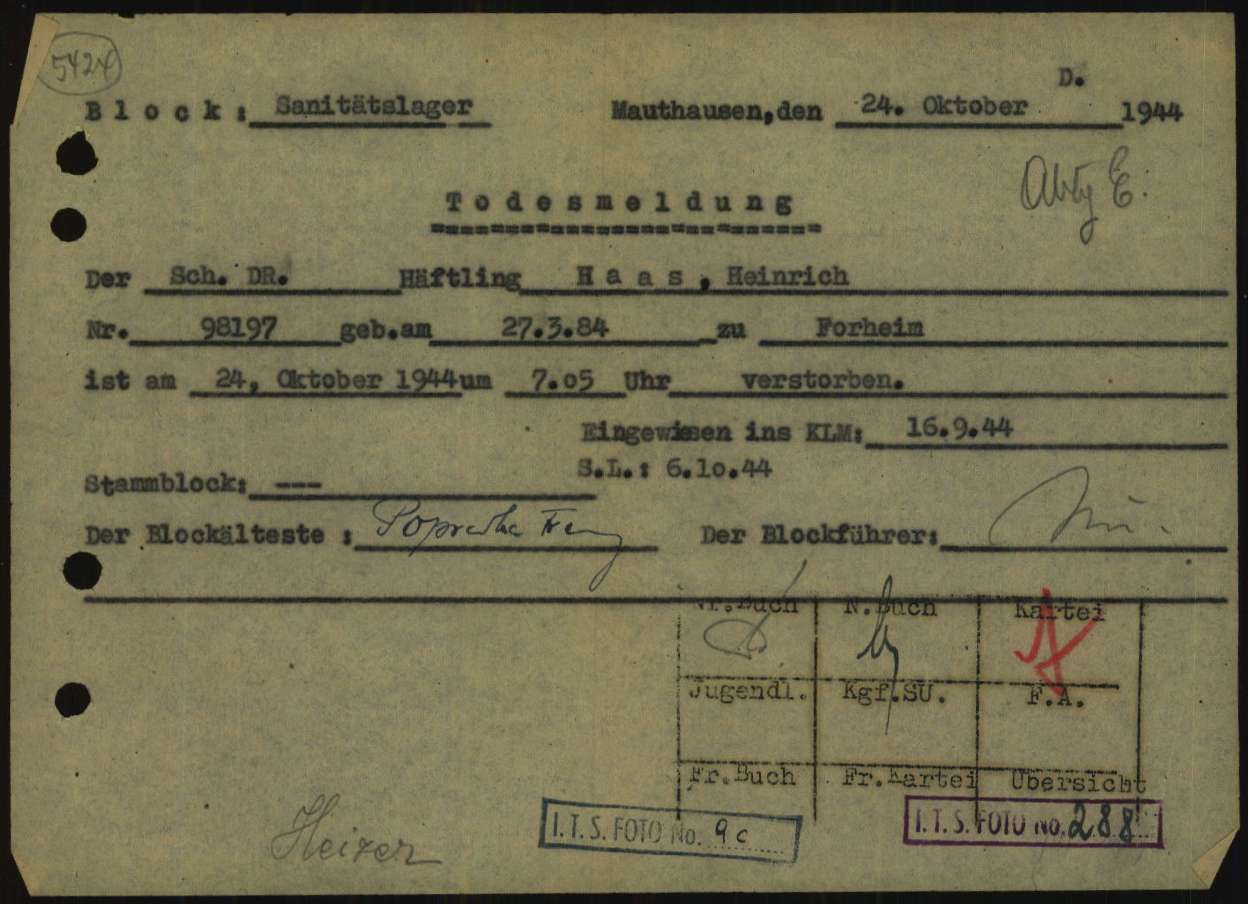 5424
D.
Block: Sanitätslager Mauthausen,den 24. Oktober 1944
Abtg E.
Todesmeldung
Der Sch. DR. Häftling Haas, Heinrich
Nr. 98197 geb.am 27.3.84 zu Forheim
ist am 24, Oktober 1944 um 7.05 Uhr verstorben.
Eingewiesen ins KLM: 16.9.44
S.L.: 6.10.44
Stammblock: ---
Der Blockälteste : Der Blockführer:
Nr.Buch N.Buch Kartei
Jugendl. Kgf.SU. F.A.
Fr.Buch Fr.Kartei Übersicht
Heizer
I.T.S. FOTO No. 9c
I.T.S. FOTO No. 288